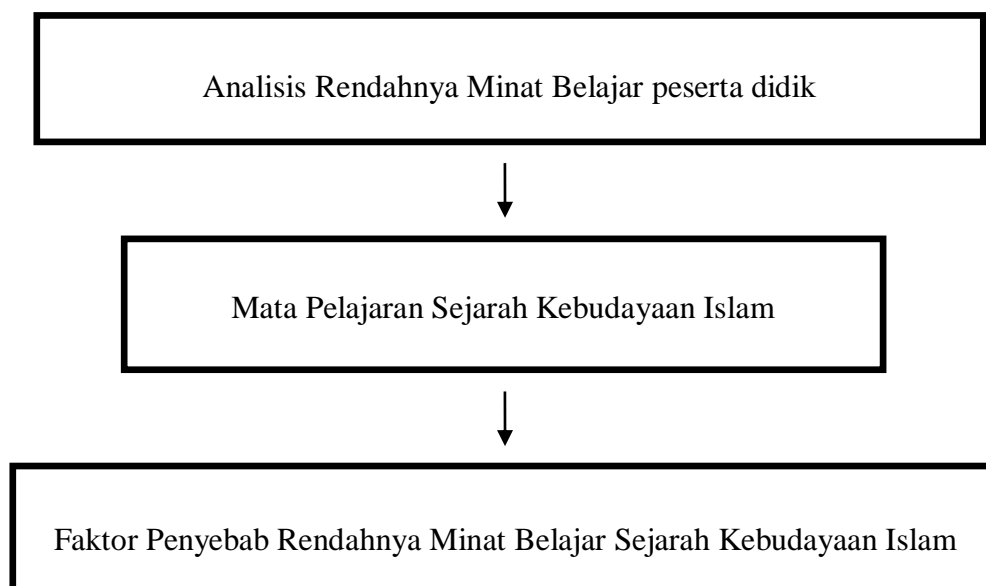 Analisis Rendahnya Minat Belajar peserta didik
Mata Pelajaran Sejarah Kebudayaan Islam
Faktor Penyebab Rendahnya Minat Belajar Sejarah Kebudayaan Islam